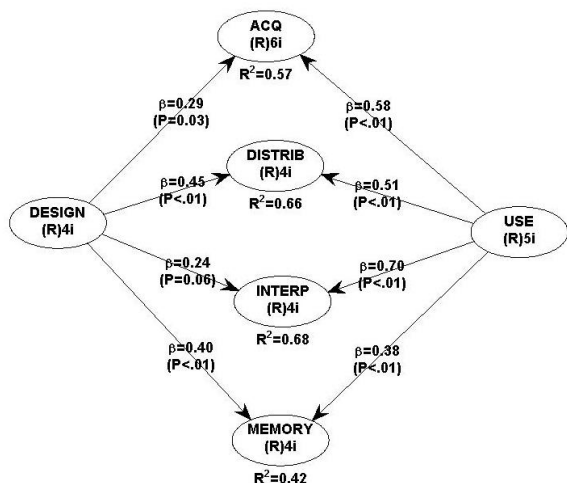 ACQ
(R)6i
R²=0.57
β=0.29
(P=0.03)
β=0.58
(P<.01)
DISTRIB
(R)4i
R²=0.66
β=0.45
(P<.01)
β=0.51
(P<.01)
DESIGN
(R)4i
USE
(R)5i
β=0.24
(P=0.06)
β=0.70
(P<.01)
INTERP
(R)4i
R²=0.68
β=0.40
(P<.01)
β=0.38
(P<.01)
MEMORY
(R)4i
R²=0.42